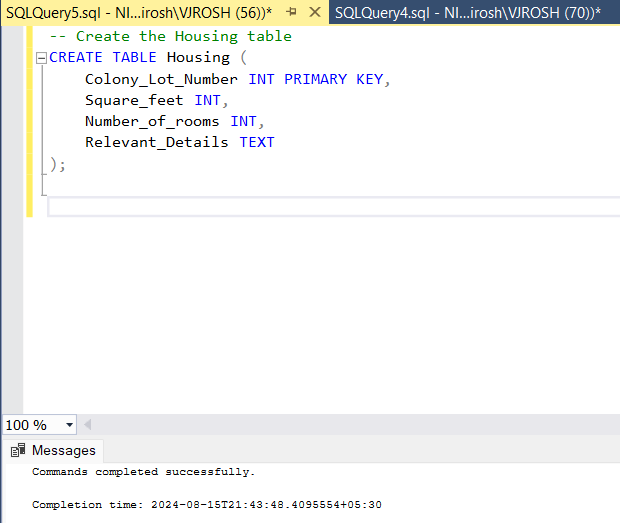 SQLQuery5.sql - NI...irosh\VJROSH (56))* SQLQuery4.sql - NI...irosh\VJROSH (70))*
-- Create the Housing table
CREATE TABLE Housing (
Colony_Lot_Number INT PRIMARY KEY,
Square_feet INT,
Number_of_rooms INT,
Relevant_Details TEXT
);
100 %
Messages
Commands completed successfully.
Completion time: 2024-08-15T21:43:48.4095554+05:30